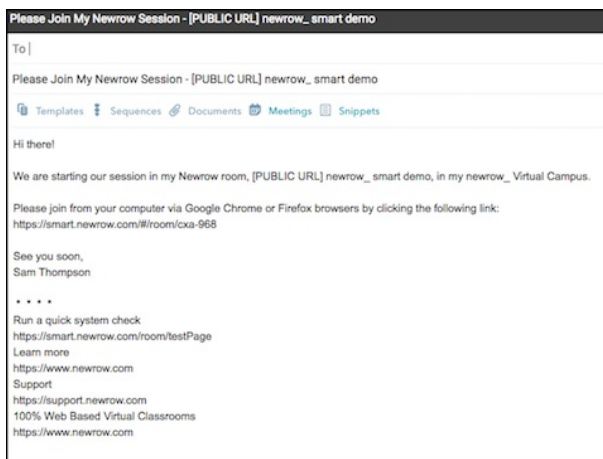 Please Join My Newrow Session - [PUBLIC URL] newrow_ smart demo
To
Please Join My Newrow Session - [PUBLIC URL] newrow_ smart demo
Templates Sequences Documents Meetings Snippets
Hi there!
We are starting our session in my Newrow room, [PUBLIC URL] newrow_ smart demo, in my newrow_ Virtual Campus.
Please join from your computer via Google Chrome or Firefox browsers by clicking the following link:
https://smart.newrow.com/#/room/cxa-968
See you soon,
Sam Thompson
• • • •
Run a quick system check
https://smart.newrow.com/room/testPage
Learn more
https://www.newrow.com
Support
https://support.newrow.com
100% Web Based Virtual Classrooms
https://www.newrow.com